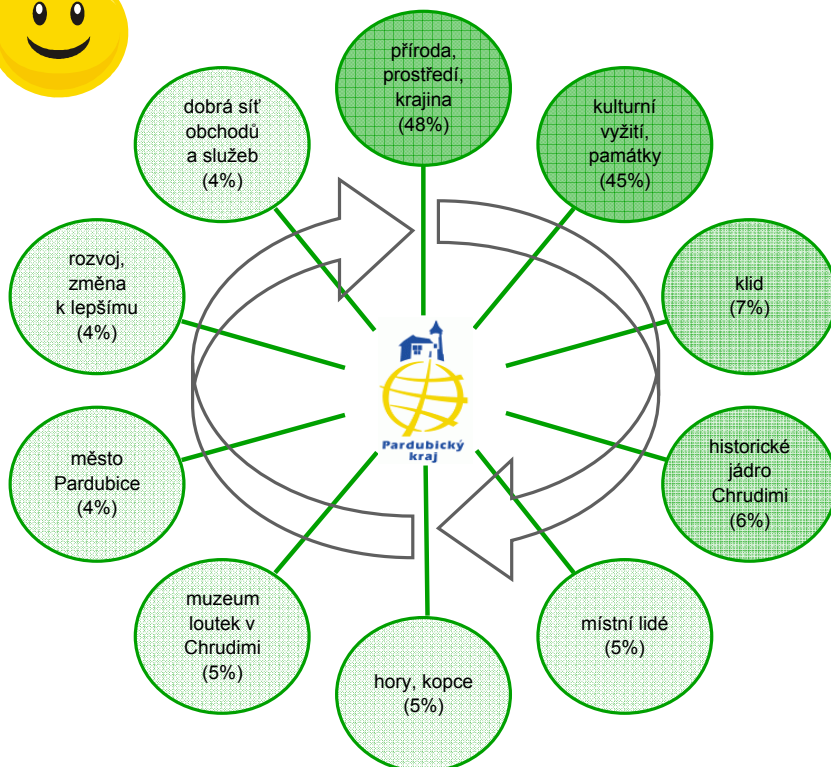 příroda,
prostředí,
krajina
(48%)
kulturní
vyžití,
památky
(45%)
klid
(7%)
historické
jádro
Chrudimi
(6%)
místní lidé
(5%)
hory, kopce
(5%)
muzeum
loutek v
Chrudimi
(5%)
město
Pardubice
(4%)
rozvoj,
změna
k lepšímu
(4%)
dobrá síť
obchodů
a služeb
(4%)
Pardubický
kraj